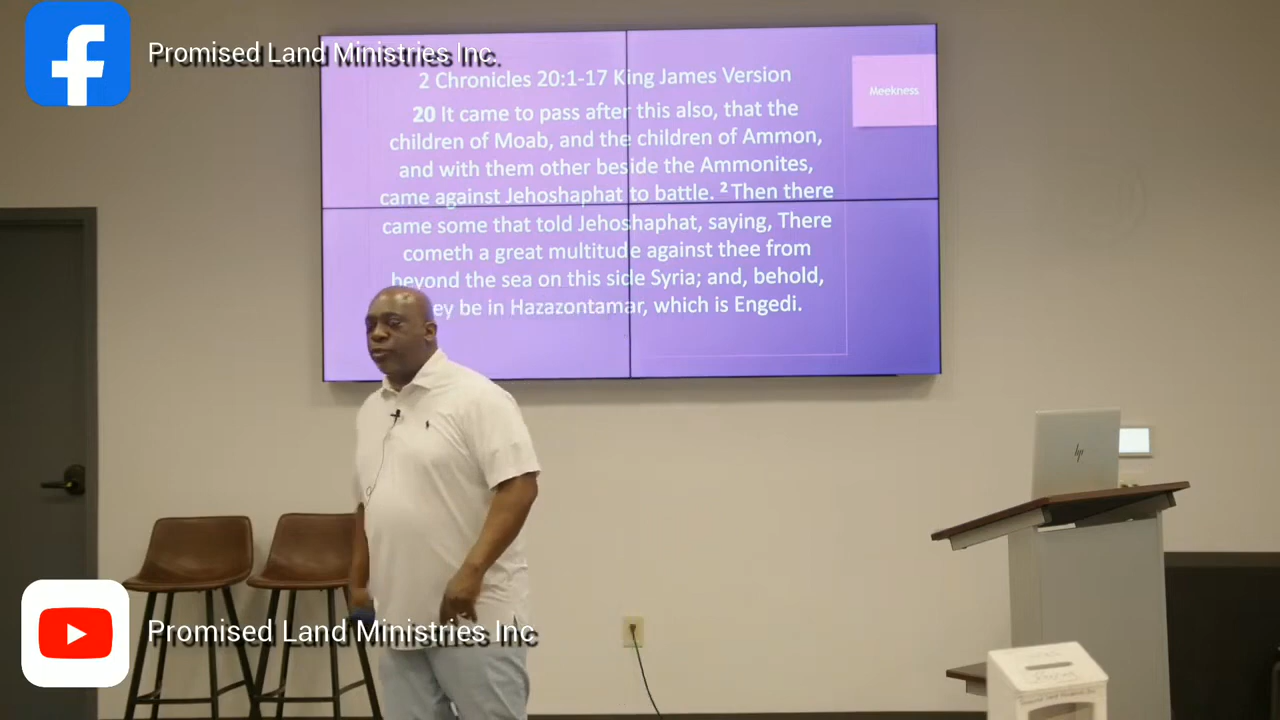 Promised Land Ministries Inc.
2 Chronicles 20:1-17 King James Version
Meekness
20 It came to pass after this also, that the
children of Moab, and the children of Ammon,
and with them other beside the Ammonites,
came against Jehoshaphat to battle. 2 Then there
came some that told Jehoshaphat, saying, There
cometh a great multitude against thee from
beyond the sea on this side Syria; and, behold,
ey be in Hazazontamar, which is Engedi.
hp
Promised Land Ministries Inc